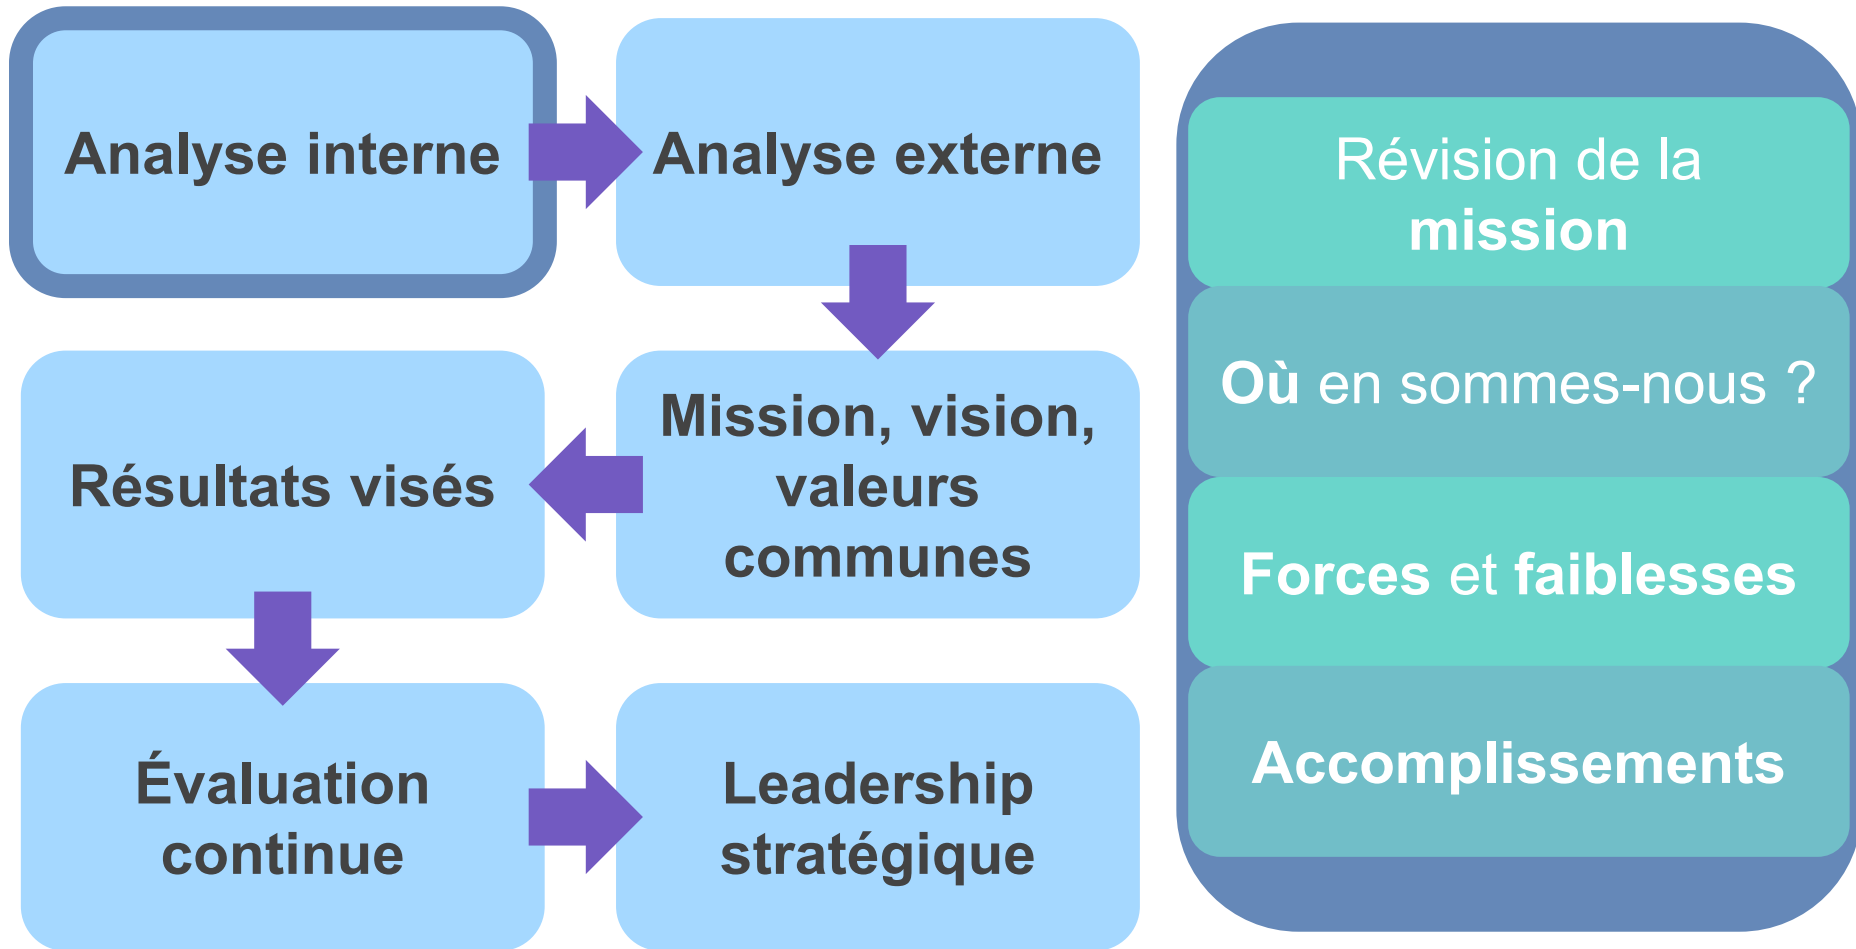 Analyse interne
Analyse externe
Mission, vision,
valeurs
communes
Résultats visés
Évaluation
continue
Leadership
stratégique
Révision de la
mission
Où en sommes-nous ?
Forces et faiblesses
Accomplissements